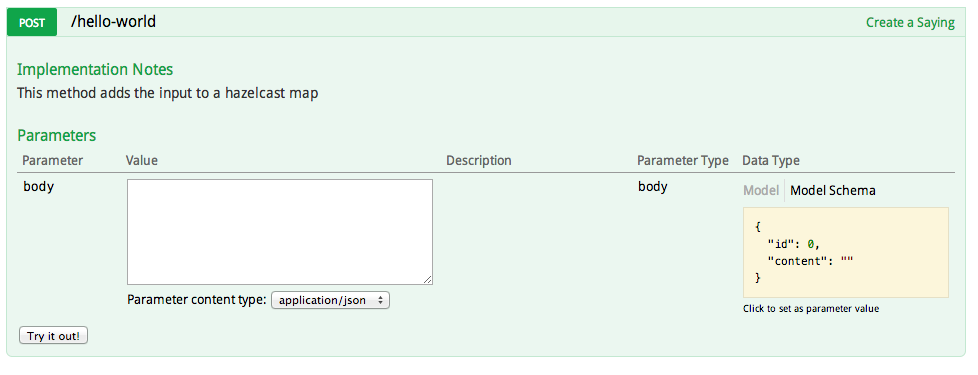 POST /hello-world Create a Saying
Implementation Notes
This method adds the input to a hazelcast map
Parameters
Parameter Value Description Parameter Type Data Type
body body Model Model Schema
{
"id": 0,
"content": ""
}
Parameter content type: application/json
Click to set as parameter value
Try it out!